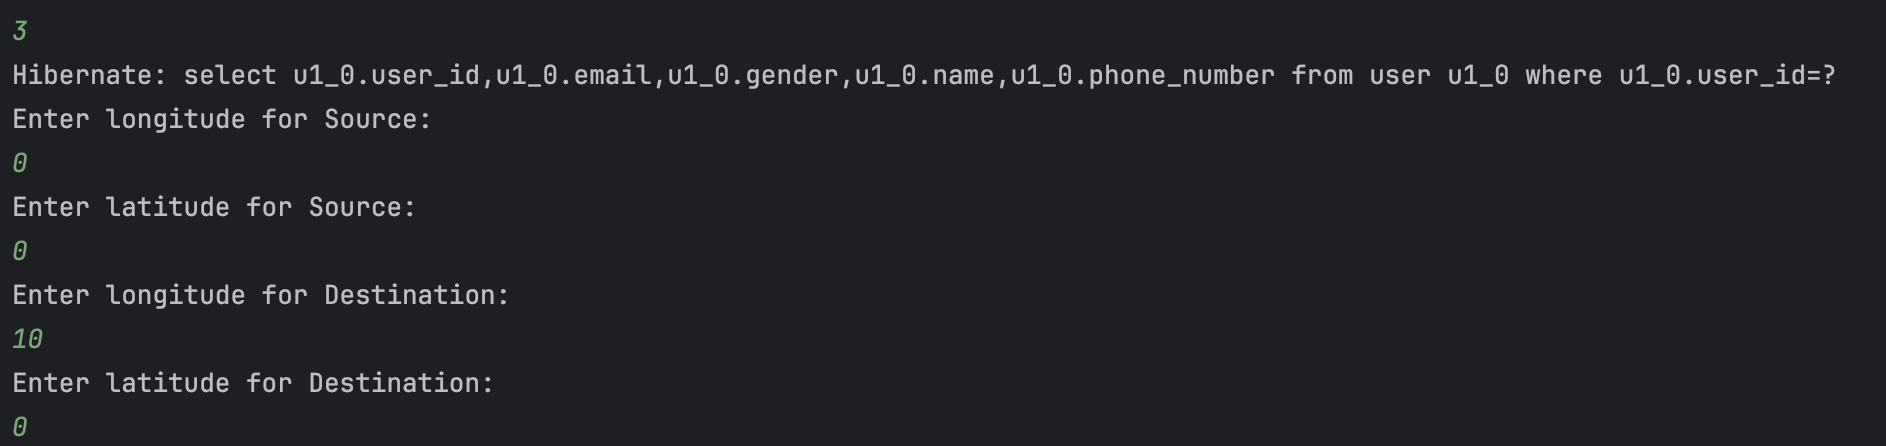 3
Hibernate: select u1_0.user_id,u1_0.email,u1_0.gender,u1_0.name,u1_0.phone_number from user u1_0 where u1_0.user_id=?
Enter longitude for Source:
0
Enter latitude for Source:
0
Enter longitude for Destination:
10
Enter latitude for Destination:
0